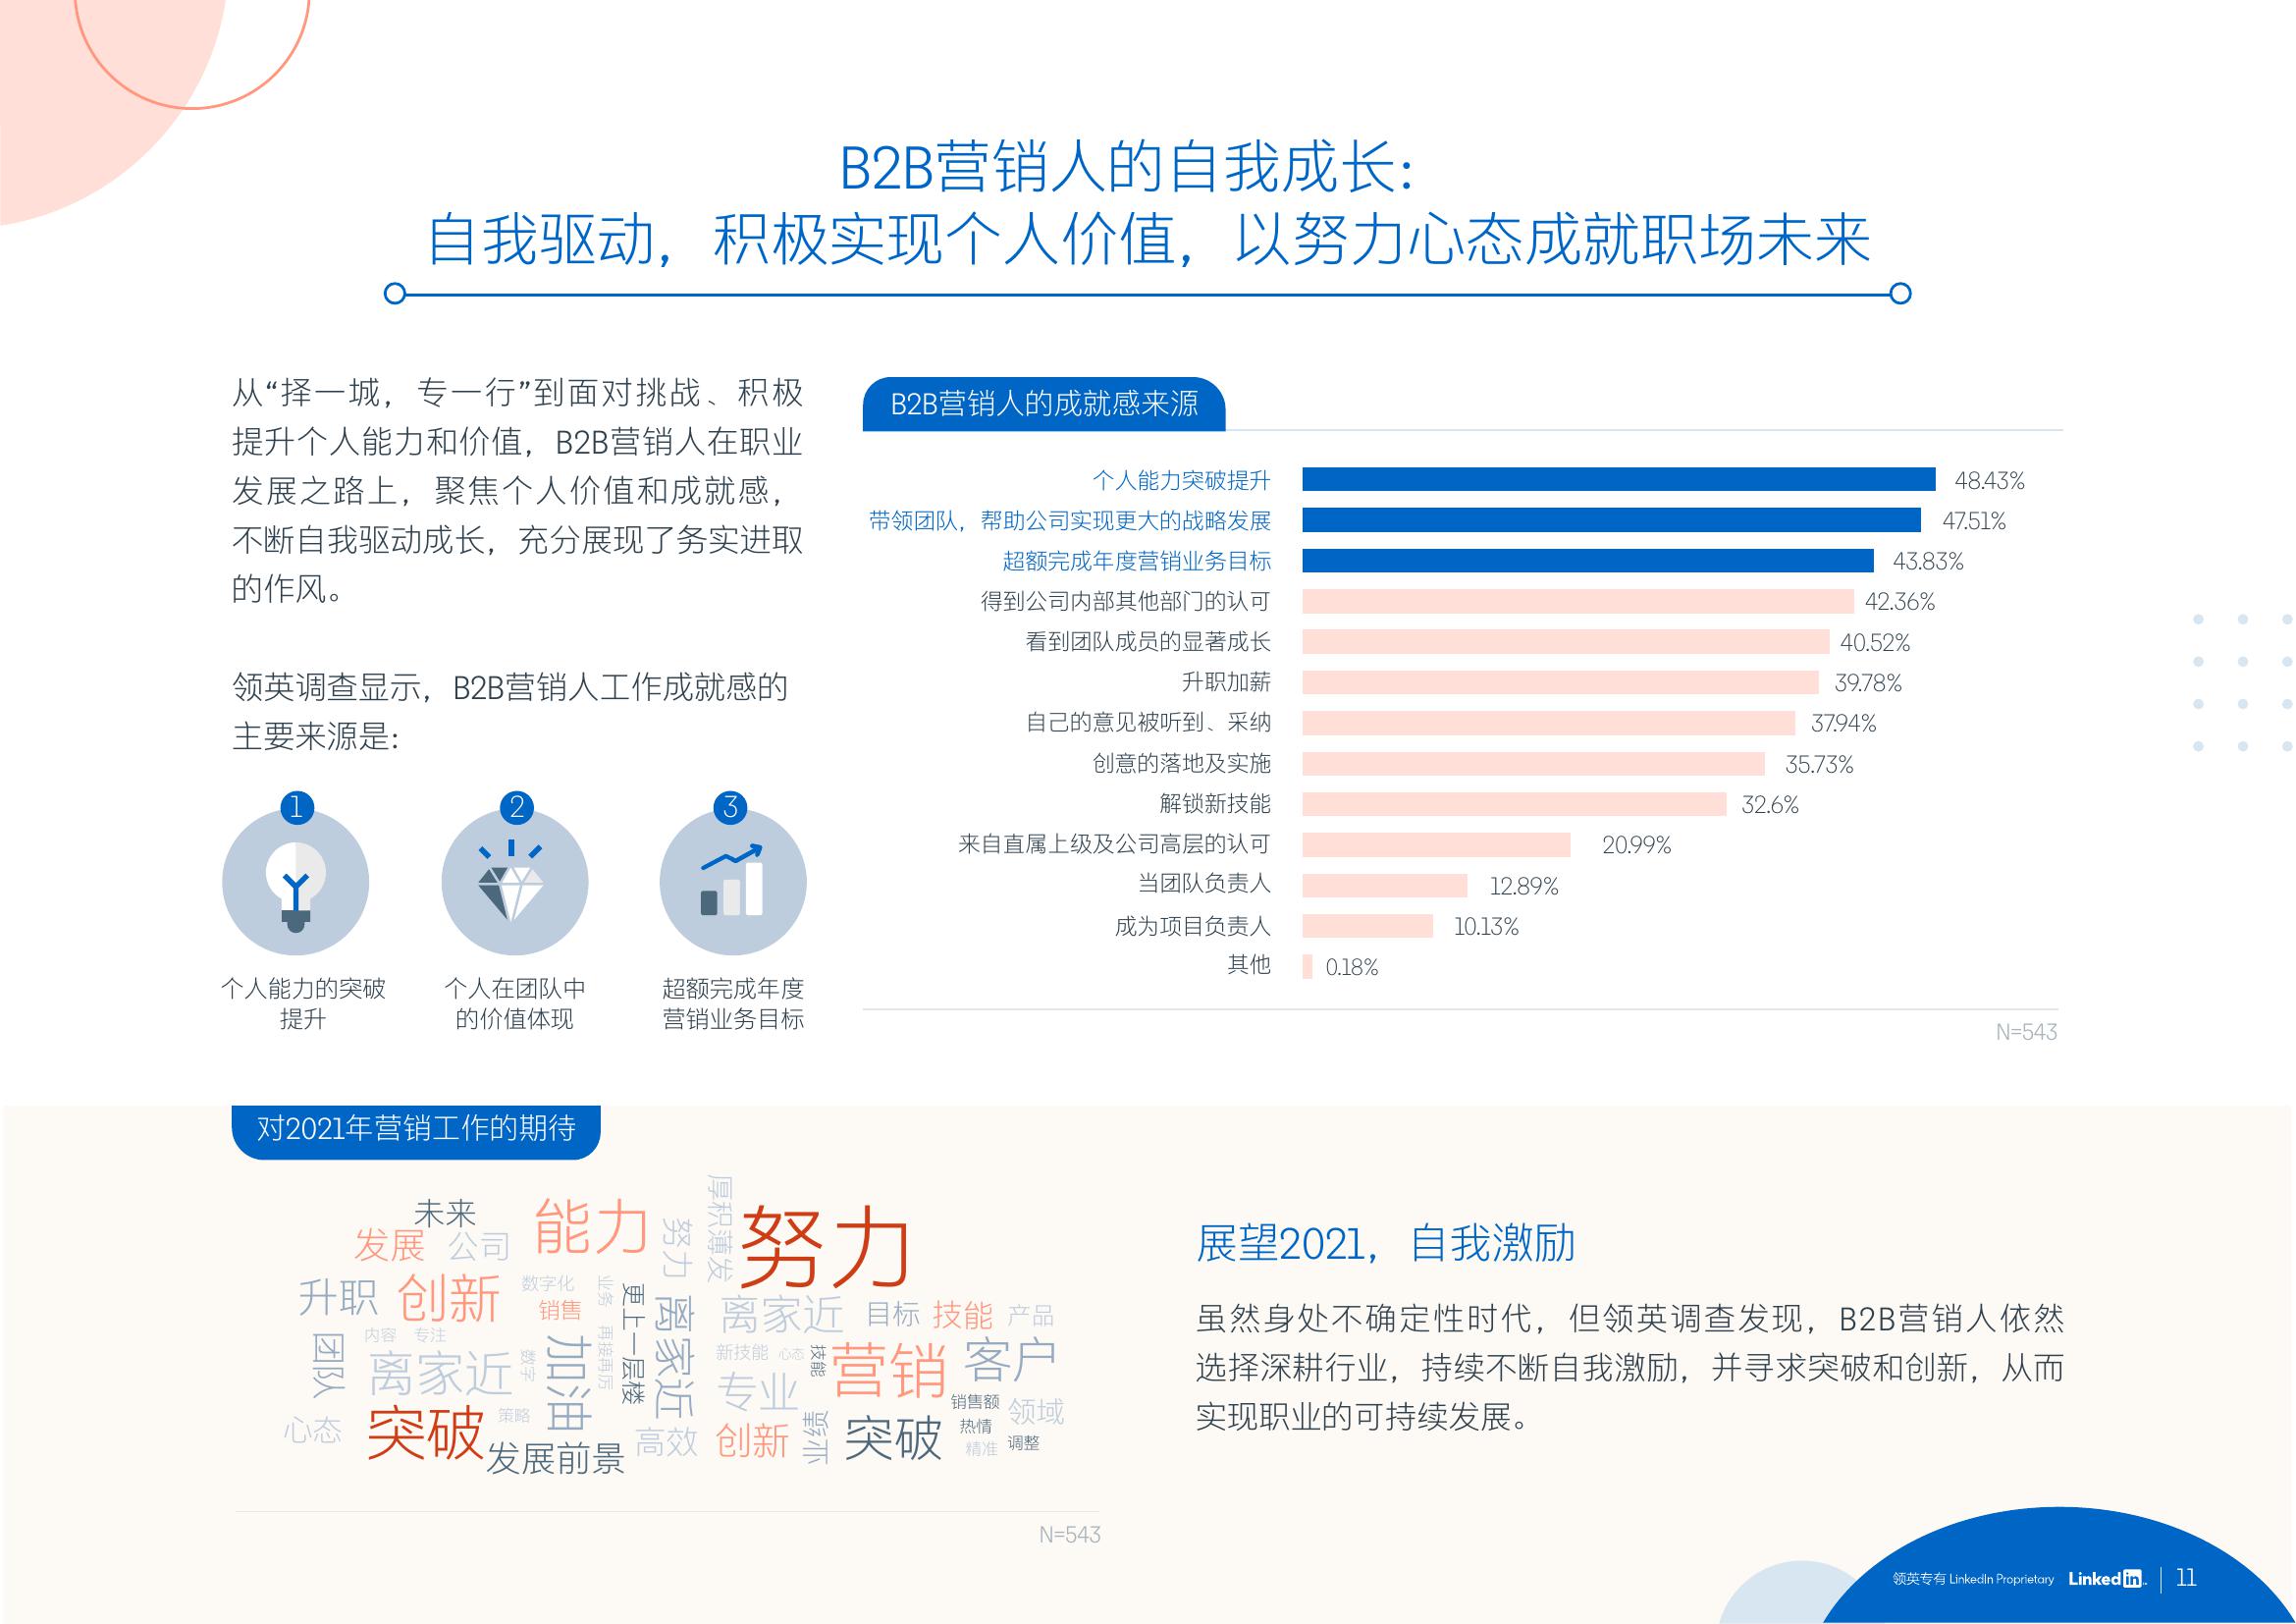 B2B营销人的自我成长：
自我驱动，积极实现个人价值，以努力心态成就职场未来
从“择一城，专一行”到面对挑战、积极
提升个人能力和价值，B2B营销人在职业
发展之路上，聚焦个人价值和成就感，
不断自我驱动成长，充分展现了务实进取
的作风。
领英调查显示，B2B营销人工作成就感的
主要来源是：
1
个人能力的突破
提升
2
个人在团队中
的价值体现
3
超额完成年度
营销业务目标
B2B营销人的成就感来源
个人能力突破提升 48.43%
带领团队，帮助公司实现更大的战略发展 47.51%
超额完成年度营销业务目标 43.83%
得到公司内部其他部门的认可 42.36%
看到团队成员的显著成长 40.52%
升职加薪 39.78%
自己的意见被听到、采纳 37.94%
创意的落地及实施 35.73%
解锁新技能 32.6%
来自直属上级及公司高层的认可 20.99%
当团队负责人 12.89%
成为项目负责人 10.13%
其他 0.18%
N=543
对2021年营销工作的期待
未来
能力
努力
厚积薄发
努力
发展
公司
升职
创新
数字化
销售
业务
更上一层楼
离家近
离家近
目标
技能
产品
团队
内容
专注
离家近
数字
加油
再接再厉
新技能
心态
技能
营销
客户
专业
销售额
领域
心态
突破
策略
发展前景
高效
创新
业绩
突破
热情
精准
调整
N=543
展望2021，自我激励
虽然身处不确定性时代，但领英调查发现，B2B营销人依然
选择深耕行业，持续不断自我激励，并寻求突破和创新，从而
实现职业的可持续发展。
领英专有 LinkedIn Proprietary LinkedIn | 11